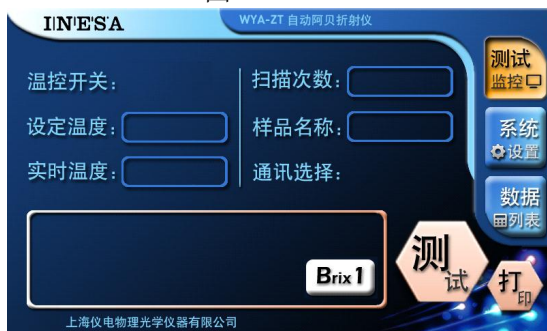 INESA
WYA-ZT 自动阿贝折射仪
温控开关：
设定温度：
实时温度：
扫描次数：
样品名称：
通讯选择：
测试
监控
系统
设置
数据
列表
Brix 1
测试
打印
上海仪电物理光学仪器有限公司